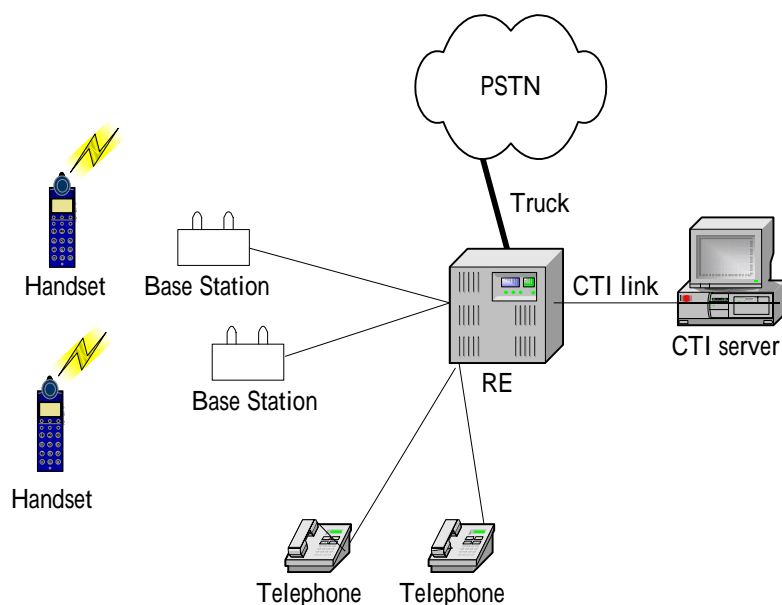 PSTN
Truck
Handset
Base Station
CTI link
CTI server
Base Station
RE
Handset
Telephone
Telephone